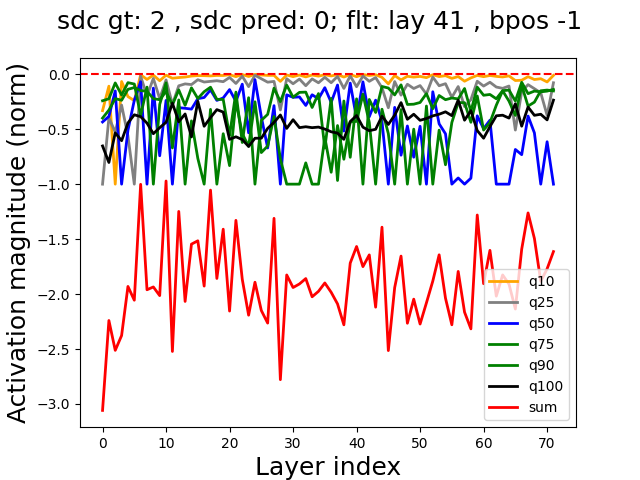 sdc gt: 2 , sdc pred: 0; flt: lay 41 , bpos -1
Activation magnitude (norm)
0.0
−0.5
−1.0
−1.5
−2.0
−2.5
−3.0
0 10 20 30 40 50 60 70
Layer index
q10
q25
q50
q75
q90
q100
sum